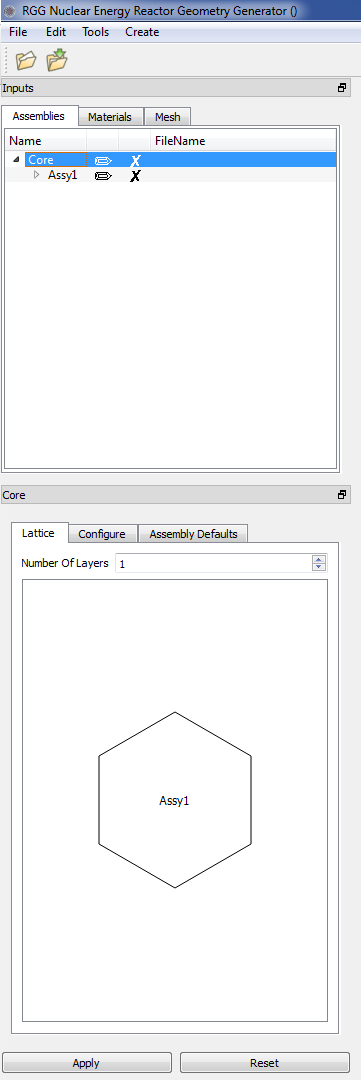 RGG Nuclear Energy Reactor Geometry Generator ()
File Edit Tools Create
Inputs
Assemblies Materials Mesh
Name FileName
Core X
Assy1 X
Core
Lattice Configure Assembly Defaults
Number Of Layers 1
Assy1
Apply Reset